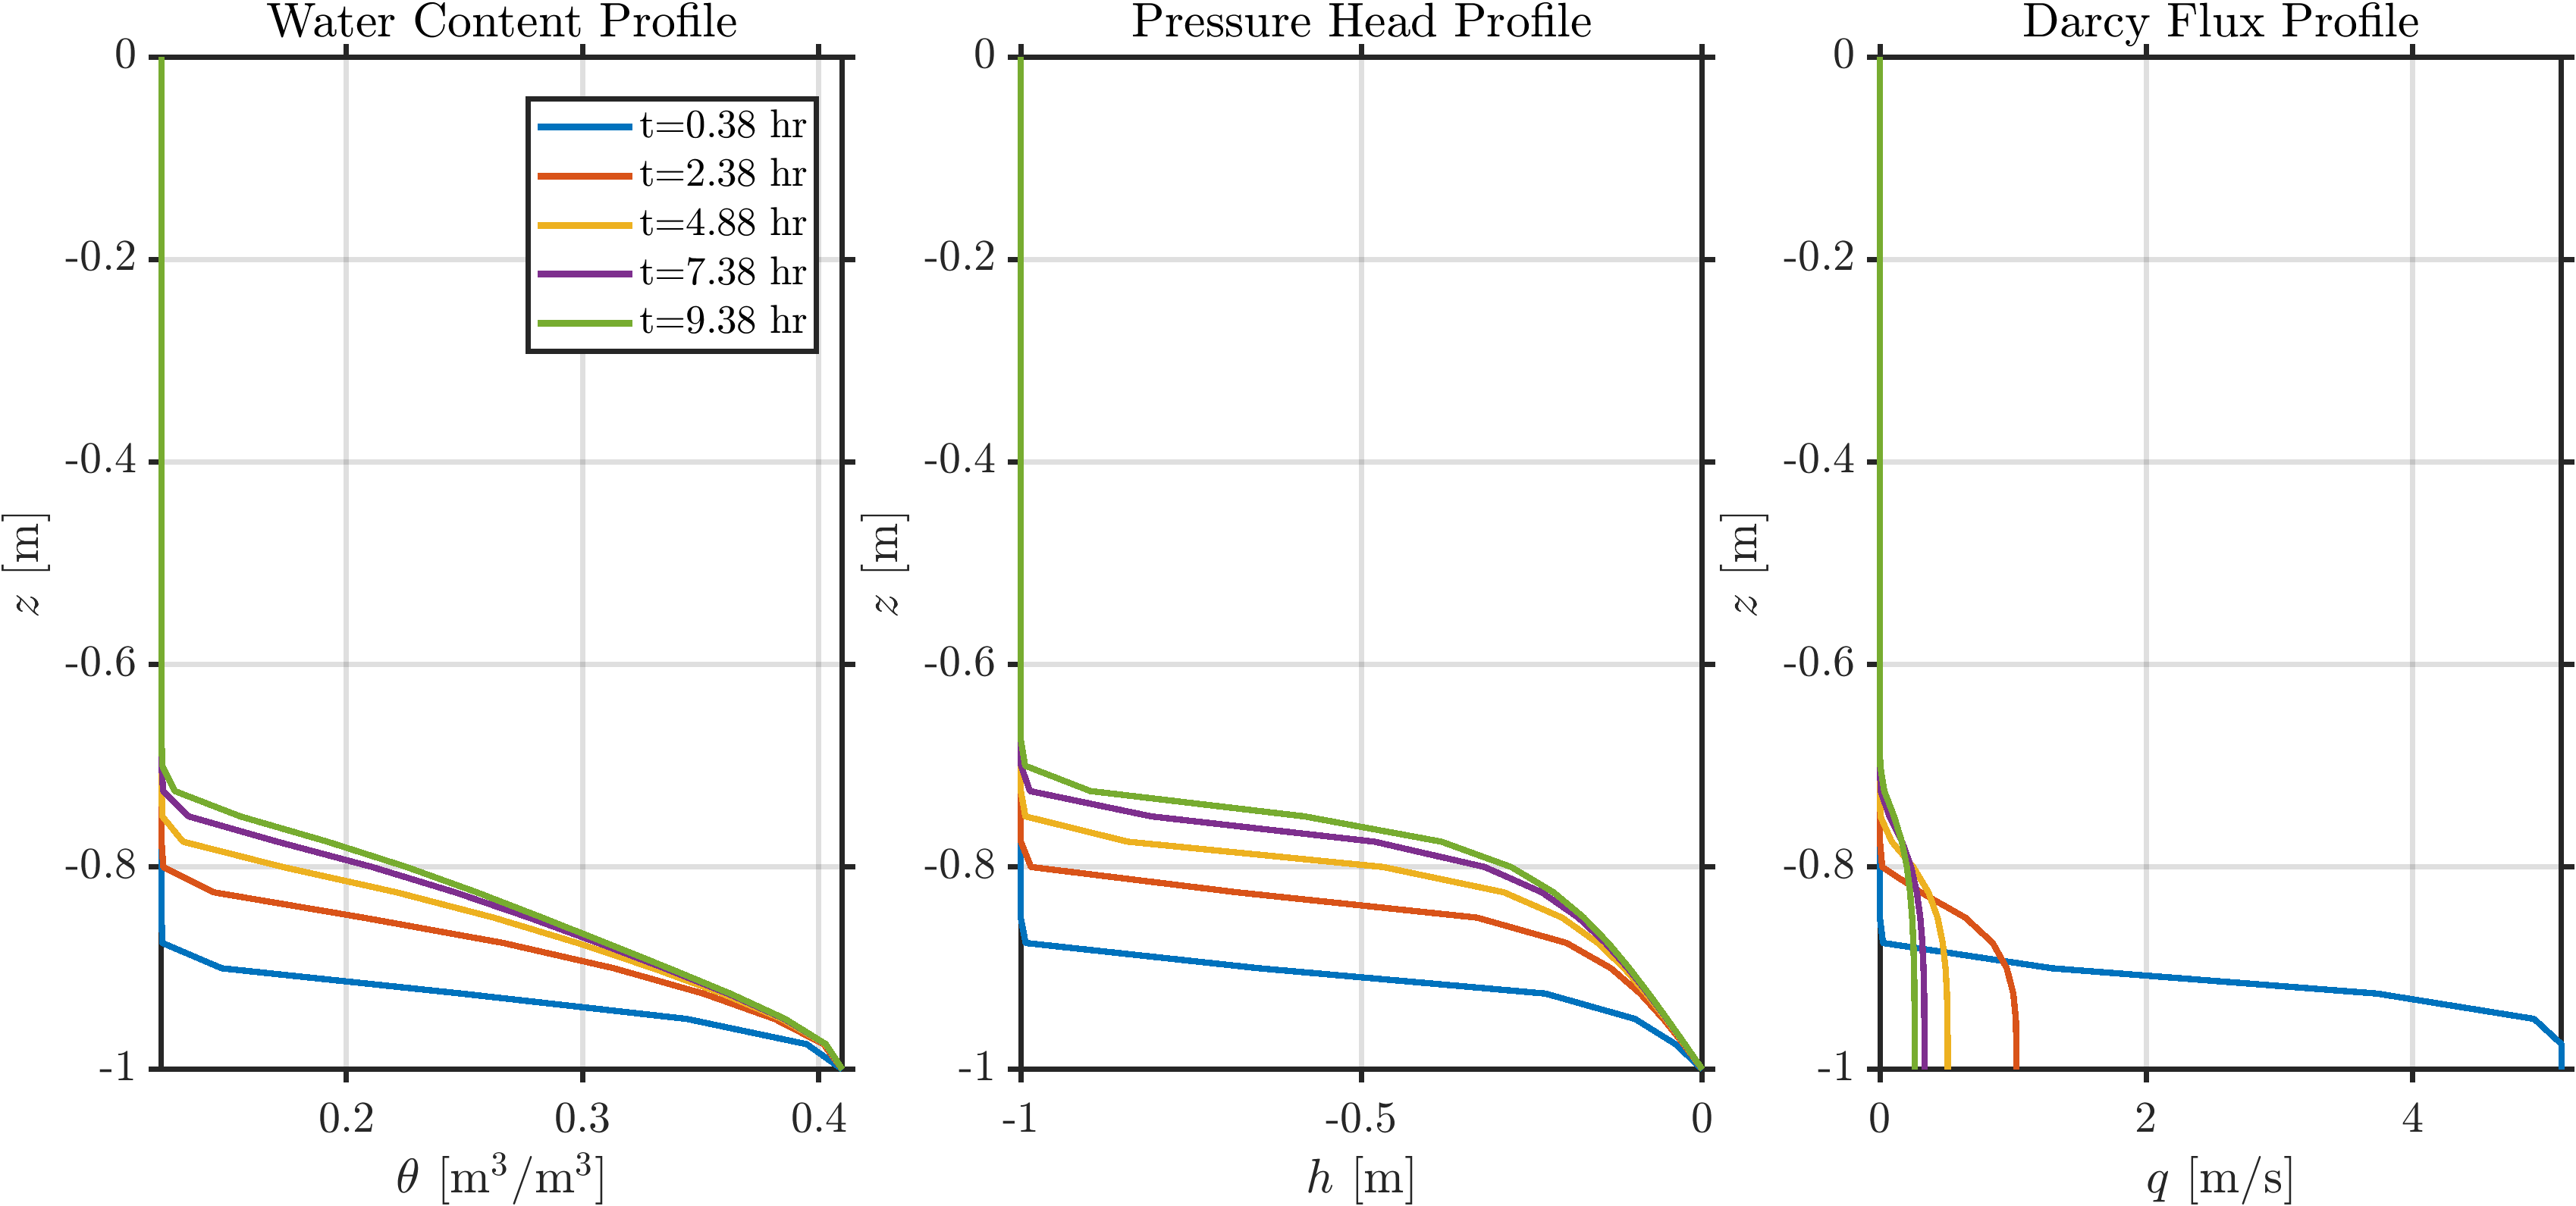 Water Content Profile
0
-0.2
-0.4
-0.6
-0.8
-1
0.2 0.3 0.4
z [m]
θ [m³/m³]
t=0.38 hr
t=2.38 hr
t=4.88 hr
t=7.38 hr
t=9.38 hr
Pressure Head Profile
0
-0.2
-0.4
-0.6
-0.8
-1
-1 -0.5 0
z [m]
h [m]
Darcy Flux Profile
0
-0.2
-0.4
-0.6
-0.8
-1
0 2 4
z [m]
q [m/s]